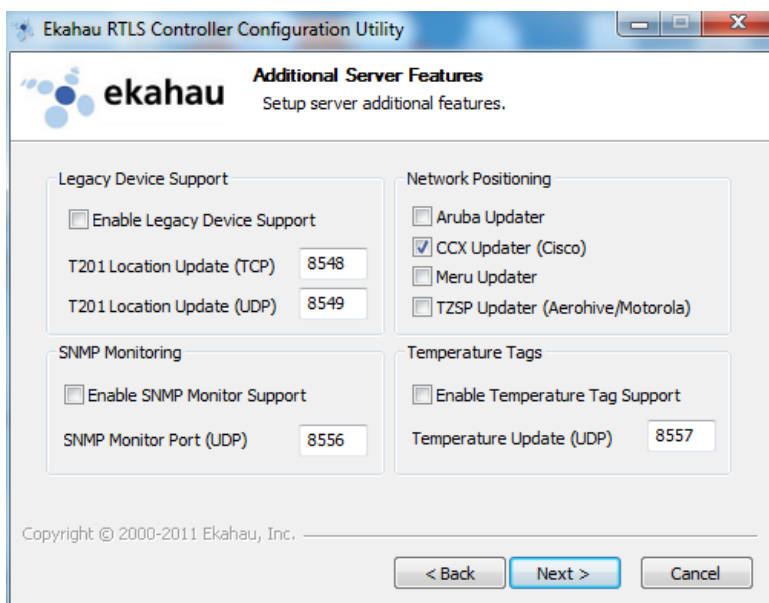 Ekahau RTLS Controller Configuration Utility
ekahau
Additional Server Features
Setup server additional features.
Legacy Device Support
Enable Legacy Device Support
T201 Location Update (TCP) 8548
T201 Location Update (UDP) 8549
Network Positioning
Aruba Updater
CCX Updater (Cisco)
Meru Updater
TZSP Updater (Aerohive/Motorola)
SNMP Monitoring
Enable SNMP Monitor Support
SNMP Monitor Port (UDP) 8556
Temperature Tags
Enable Temperature Tag Support
Temperature Update (UDP) 8557
Copyright © 2000-2011 Ekahau, Inc.
< Back Next > Cancel